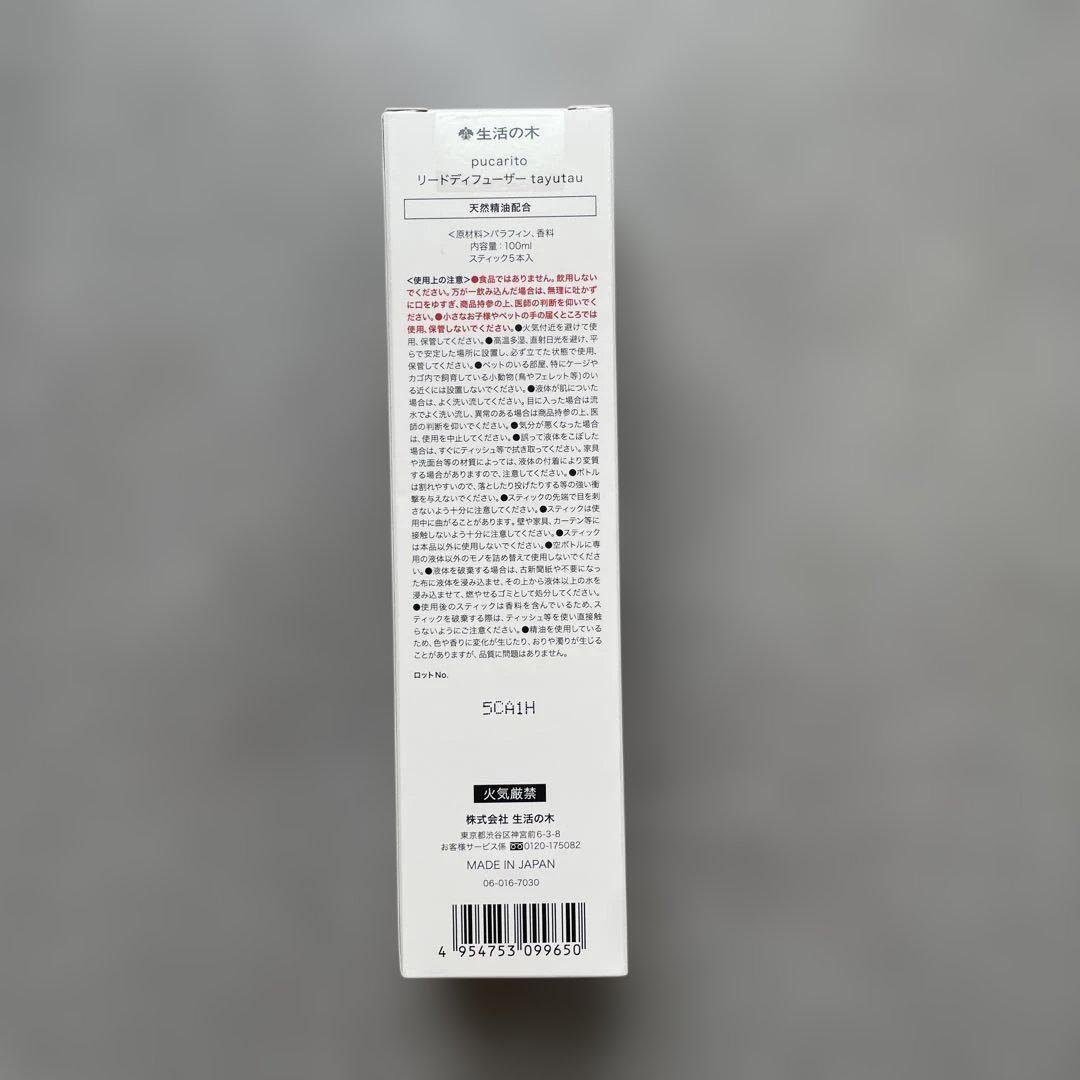 生活の木
pucarito
リードディフューザー tayutau
天然精油配合
＜原材料＞パラフィン、香料
内容量：100ml
スティック5本入
＜使用上の注意＞●食品ではありません。飲用しない
でください。万が一飲み込んだ場合は、無理に吐かず
に口をゆすぎ、商品持参の上、医師の判断を仰いでく
ださい。●小さなお子様やペットの手の届くところでは
使用、保管しないでください。●火気付近を避けて使
用、保管してください。●高温多湿、直射日光を避け、平
らで安定した場所に設置し、必ず立てた状態で使用、
保管してください。●ペットのいる部屋、特にケージや
カゴ内で飼育している小動物(鳥やフェレット等)のい
る近くには設置しないでください。●液体が肌についた
場合は、よく洗い流してください。目に入った場合は流
水でよく洗い流し、異常のある場合は商品持参の上、医
師の判断を仰いでください。●気分が悪くなった場合
は、使用を中止してください。●誤って液体をこぼした
場合は、すぐにティッシュ等で拭き取ってください。家具
や洗面台等の材質によっては、液体の付着により変質
する場合がありますので、注意してください。●ボトル
は割れやすいので、落としたり投げたりする等の強い衝
撃を与えないでください。●スティックの先端で目を刺
さないよう十分に注意してください。●スティックは使
用中に曲がることがあります。壁や家具、カーテン等に
接触しないよう十分に注意してください。●スティック
は本品以外に使用しないでください。●空ボトルに専
用の液体以外のモノを詰め替えて使用しないでくださ
い。●液体を破棄する場合は、古新聞紙や不要になっ
た布に液体を浸み込ませ、その上から液体以上の水を
浸み込ませて、燃やせるゴミとして処分してください。
●使用後のスティックは香料を含んでいるため、ス
ティックを破棄する際は、ティッシュ等を使い直接触
らないようにご注意ください。●精油を使用している
ため、色や香りに変化が生じたり、おりや濁りが生じる
ことがありますが、品質に問題はありません。
ロットNo.
5CA1H
火気厳禁
株式会社 生活の木
東京都渋谷区神宮前6-3-8
お客様サービス係 0120-175082
MADE IN JAPAN
06-016-7030
4 954753 099650